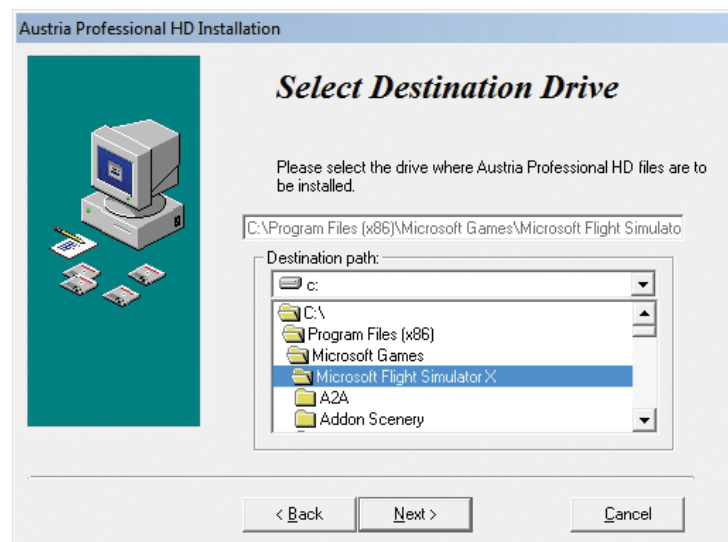 Austria Professional HD Installation
Select Destination Drive
Please select the drive where Austria Professional HD files are to
be installed.
C:\Program Files (x86)\Microsoft Games\Microsoft Flight Simulato
Destination path:
c:
C:\
Program Files (x86)
Microsoft Games
Microsoft Flight Simulator X
A2A
Addon Scenery
< Back
Next >
Cancel